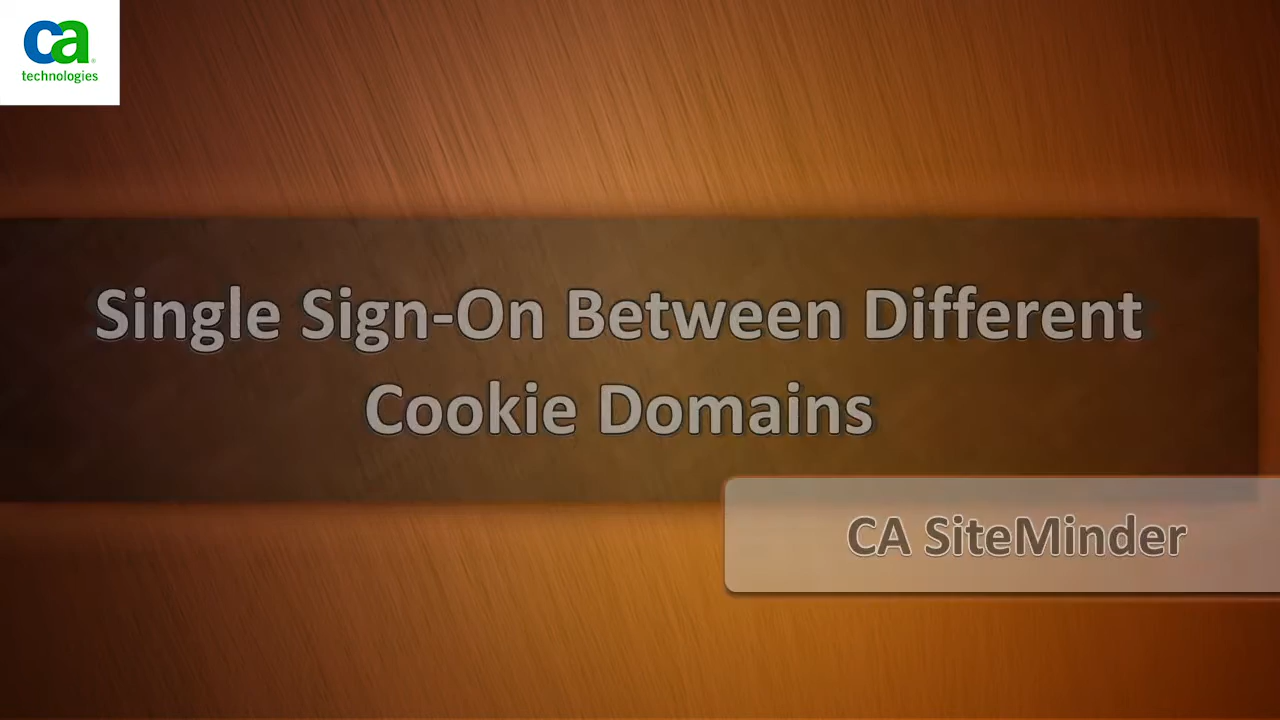 ca
technologies
Single Sign-On Between Different
Cookie Domains
CA SiteMinder